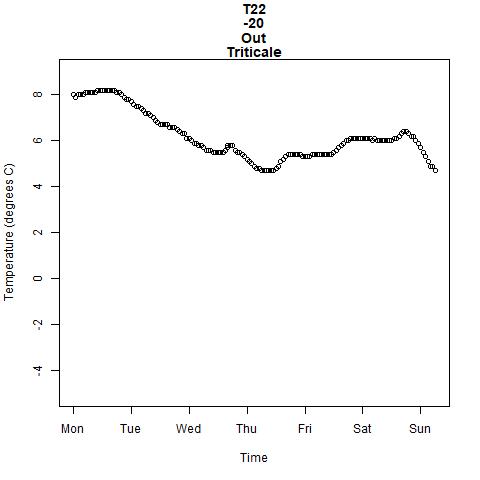 T22
-20
Out
Triticale
Temperature (degrees C)
8
6
4
2
0
-2
-4
Mon Tue Wed Thu Fri Sat Sun
Time